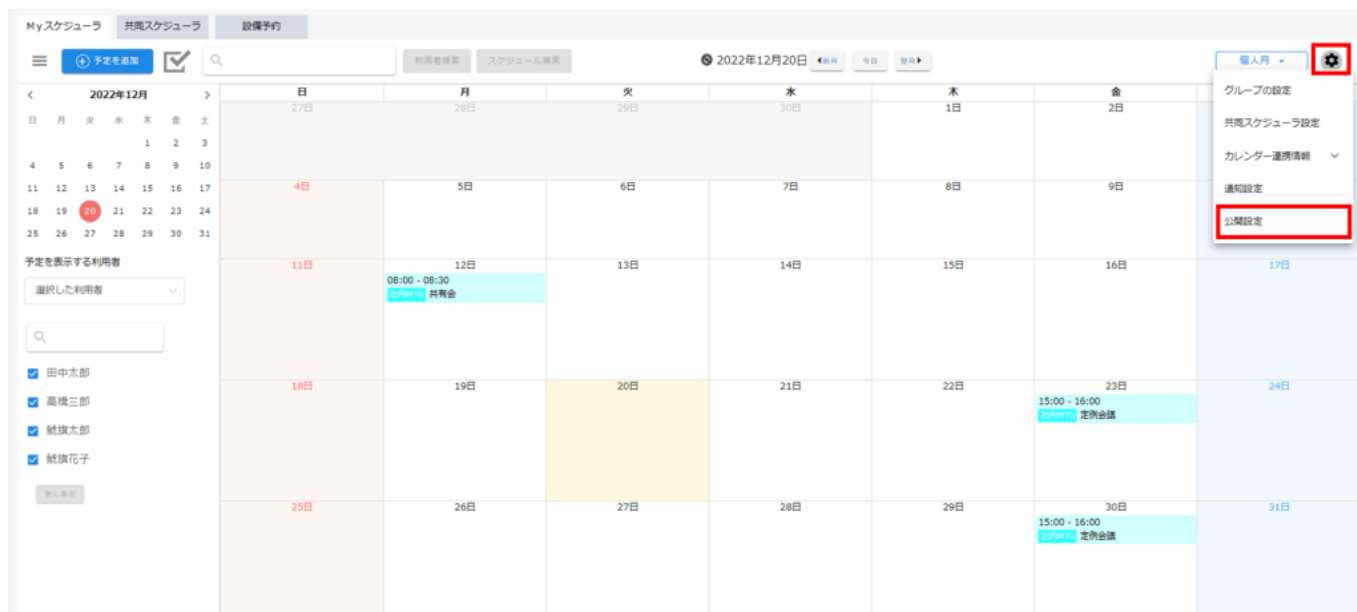 Myスケジューラ 共同スケジューラ 設備予約
予定を追加 利用者検索 スケジュール検索 2022年12月20日 前月 今日 翌月 個人月
グループの設定
共同スケジューラ設定
カレンダー連携情報
通知設定
公開設定
2022年12月
日 月 火 水 木 金 土
1 2 3
4 5 6 7 8 9 10
11 12 13 14 15 16 17
18 19 20 21 22 23 24
25 26 27 28 29 30 31
予定を表示する利用者
選択した利用者
田中太郎
高橋三郎
鯱旗太郎
鯱旗花子
表に表示
日 月 火 水 木 金
27日 28日 29日 30日 1日 2日
4日 5日 6日 7日 8日 9日
11日 12日 13日 14日 15日 16日 17日
08:00 - 08:30
社内MTG 共有会
18日 19日 20日 21日 22日 23日 24日
15:00 - 16:00
社内MTG 定例会議
25日 26日 27日 28日 29日 30日 31日
15:00 - 16:00
社内MTG 定例会議